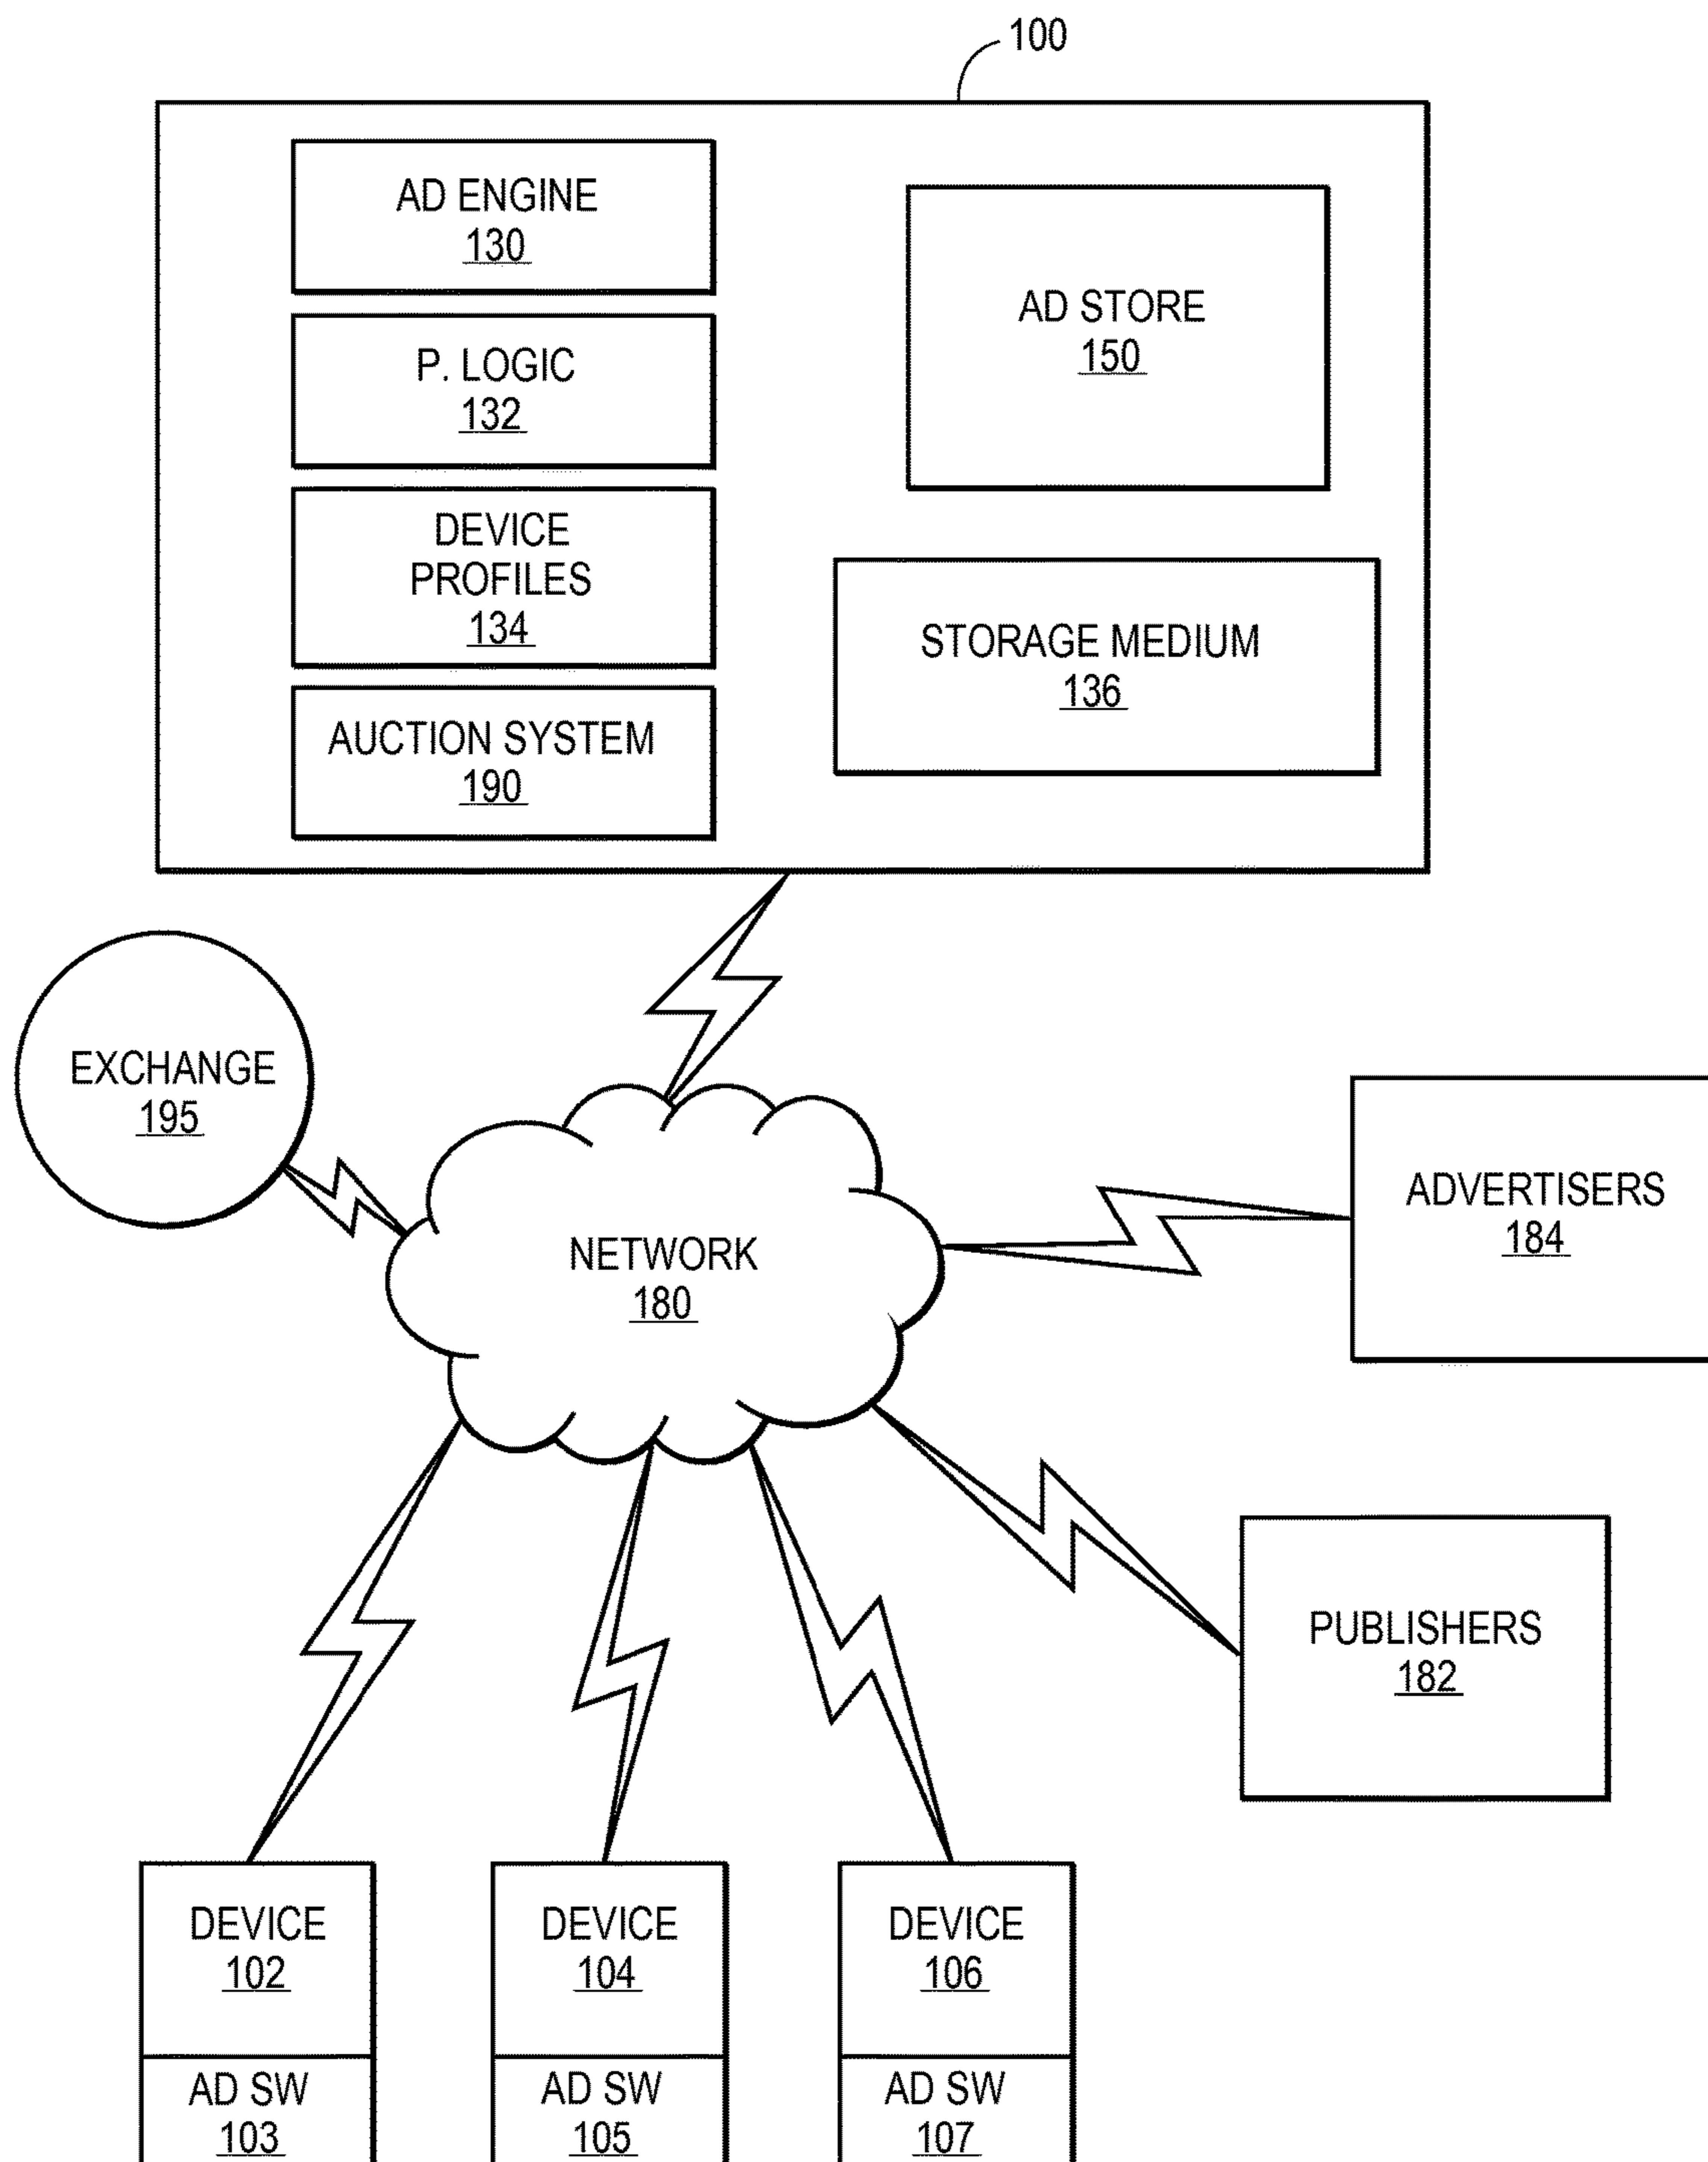 100
AD ENGINE
130
P. LOGIC
132
DEVICE
PROFILES
134
AUCTION SYSTEM
190
AD STORE
150
STORAGE MEDIUM
136
EXCHANGE
195
NETWORK
180
ADVERTISERS
184
PUBLISHERS
182
DEVICE
102
AD SW
103
DEVICE
104
AD SW
105
DEVICE
106
AD SW
107